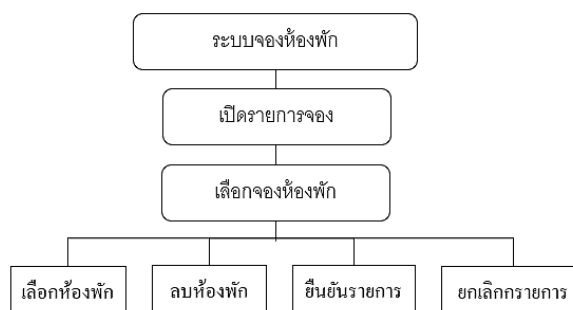 ระบบจองห้องพัก
เปิดรายการจอง
เลือกจองห้องพัก
เลือกห้องพัก
ลบห้องพัก
ยืนยันรายการ
ยกเลิกกรายการ